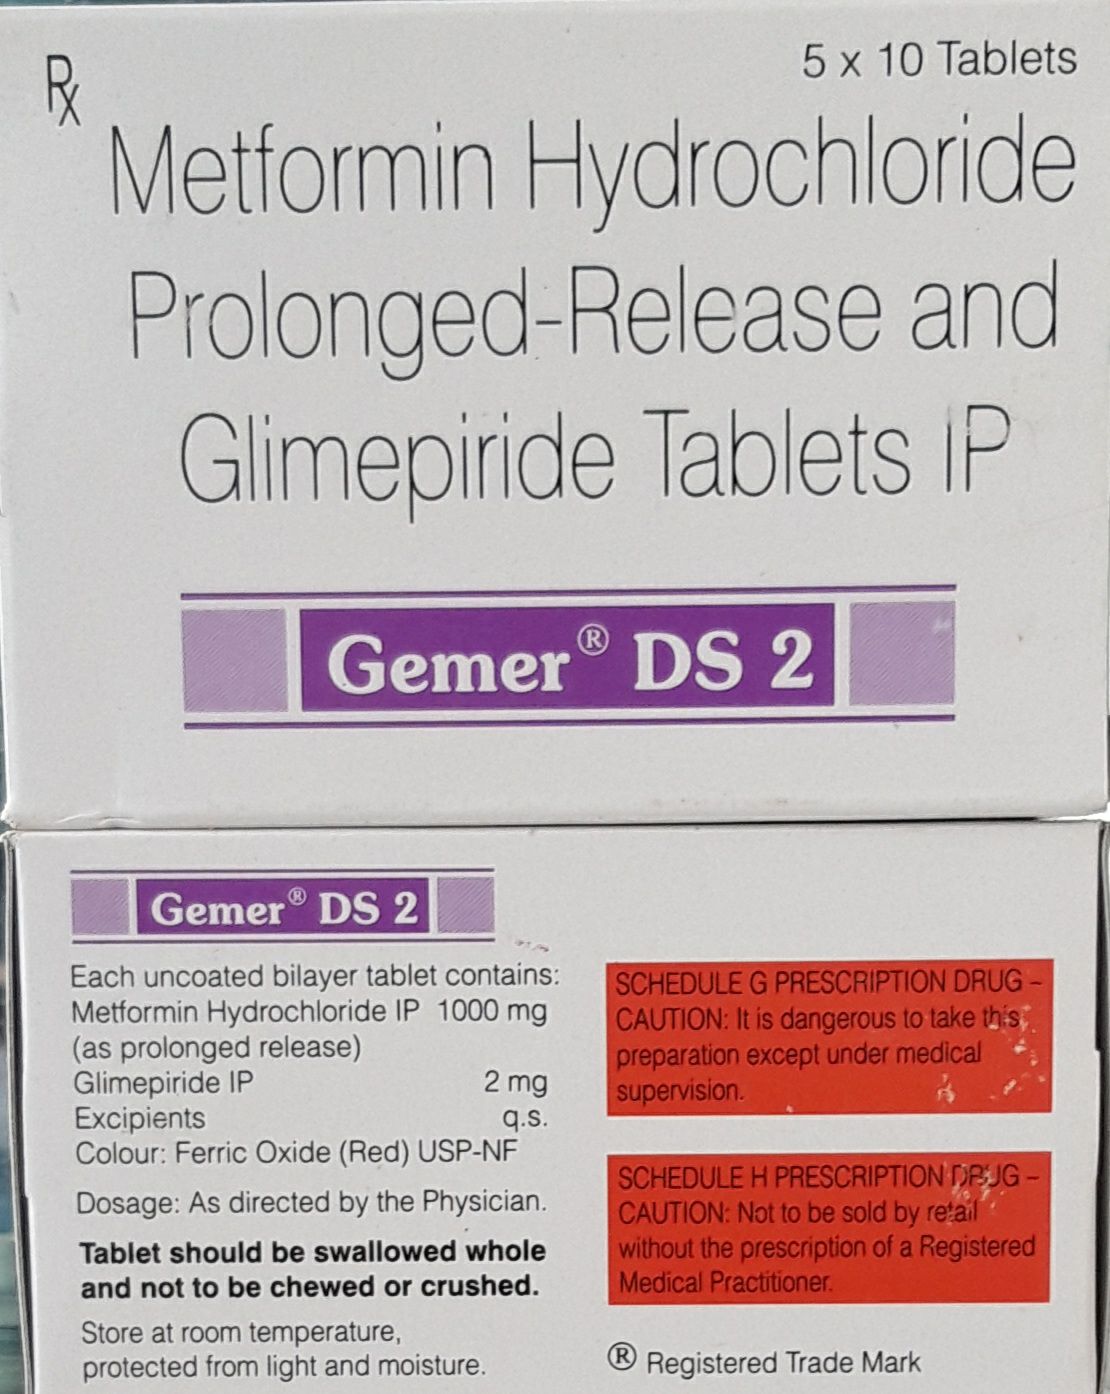 Rx
5 x 10 Tablets
Metformin Hydrochloride
Prolonged-Release and
Glimepiride Tablets IP
Gemer® DS 2
Gemer® DS 2
Each uncoated bilayer tablet contains:
Metformin Hydrochloride IP 1000 mg
(as prolonged release)
Glimepiride IP 2 mg
Excipients q.s.
Colour: Ferric Oxide (Red) USP-NF
Dosage: As directed by the Physician.
Tablet should be swallowed whole
and not to be chewed or crushed.
Store at room temperature,
protected from light and moisture.
SCHEDULE G PRESCRIPTION DRUG –
CAUTION: It is dangerous to take this
preparation except under medical
supervision.
SCHEDULE H PRESCRIPTION DRUG –
CAUTION: Not to be sold by retail
without the prescription of a Registered
Medical Practitioner.
® Registered Trade Mark